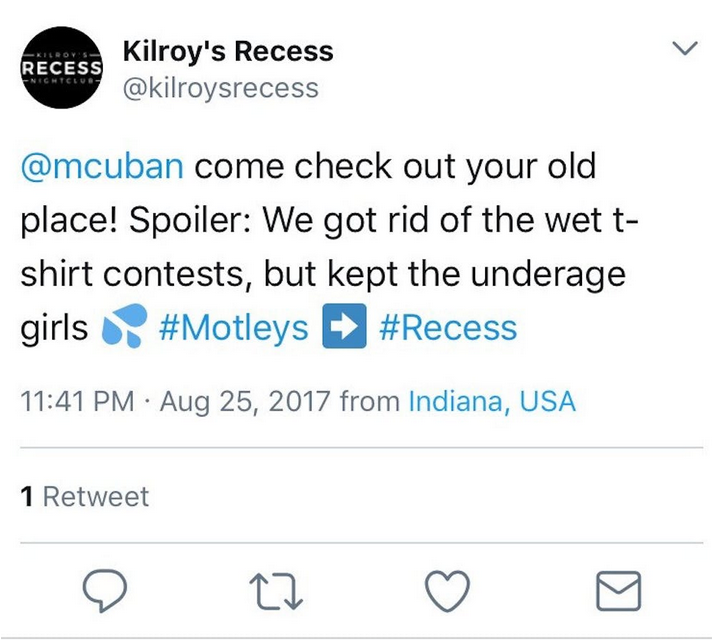 KILROY'S
RECESS
NIGHTCLUB
Kilroy's Recess
@kilroysrecess
@mcuban come check out your old
place! Spoiler: We got rid of the wet t-
shirt contests, but kept the underage
girls 💦 #Motleys ➡️ #Recess
11:41 PM · Aug 25, 2017 from Indiana, USA
1 Retweet